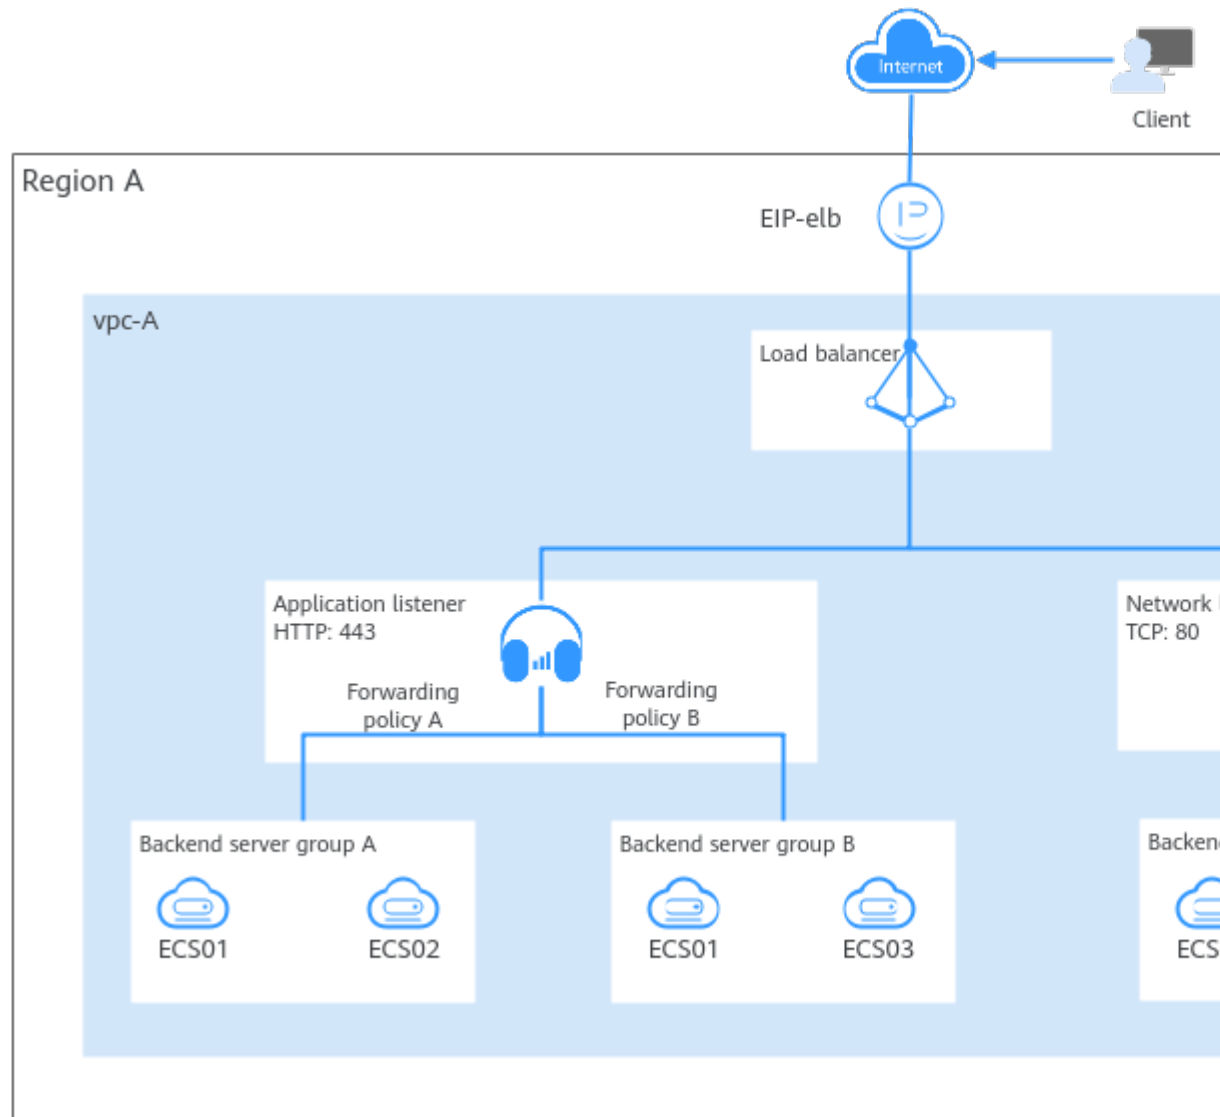 Internet
Client
Region A
EIP-elb
vpc-A
Load balancer
Application listener
HTTP: 443
Network
TCP: 80
Forwarding
policy A
Forwarding
policy B
Backend server group A
Backend server group B
ECS01
ECS02
ECS01
ECS03